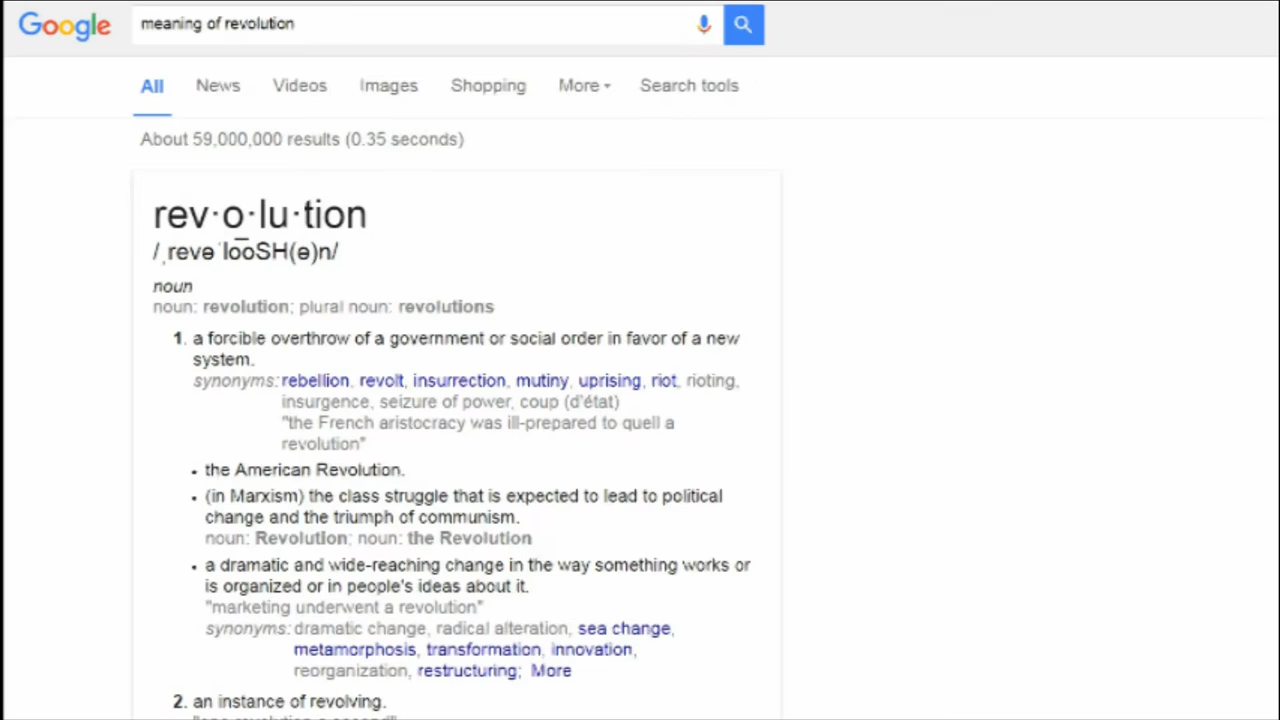 Google meaning of revolution
All News Videos Images Shopping More Search tools
About 59,000,000 results (0.35 seconds)
rev·o·lu·tion
/ˌrevəˈlo͞oSH(ə)n/
noun
noun: revolution; plural noun: revolutions
1. a forcible overthrow of a government or social order in favor of a new
system.
synonyms: rebellion, revolt, insurrection, mutiny, uprising, riot, rioting,
insurgence, seizure of power, coup (d'état)
"the French aristocracy was ill-prepared to quell a
revolution"
• the American Revolution.
• (in Marxism) the class struggle that is expected to lead to political
change and the triumph of communism.
noun: Revolution; noun: the Revolution
• a dramatic and wide-reaching change in the way something works or
is organized or in people's ideas about it.
"marketing underwent a revolution"
synonyms: dramatic change, radical alteration, sea change,
metamorphosis, transformation, innovation,
reorganization, restructuring; More
2. an instance of revolving.